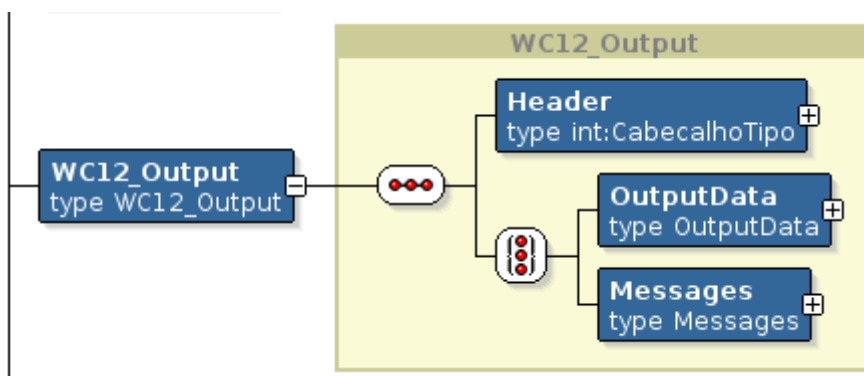 WC12_Output
WC12_Output
type WC12_Output
Header
type int:CabecalhoTipo
OutputData
type OutputData
Messages
type Messages